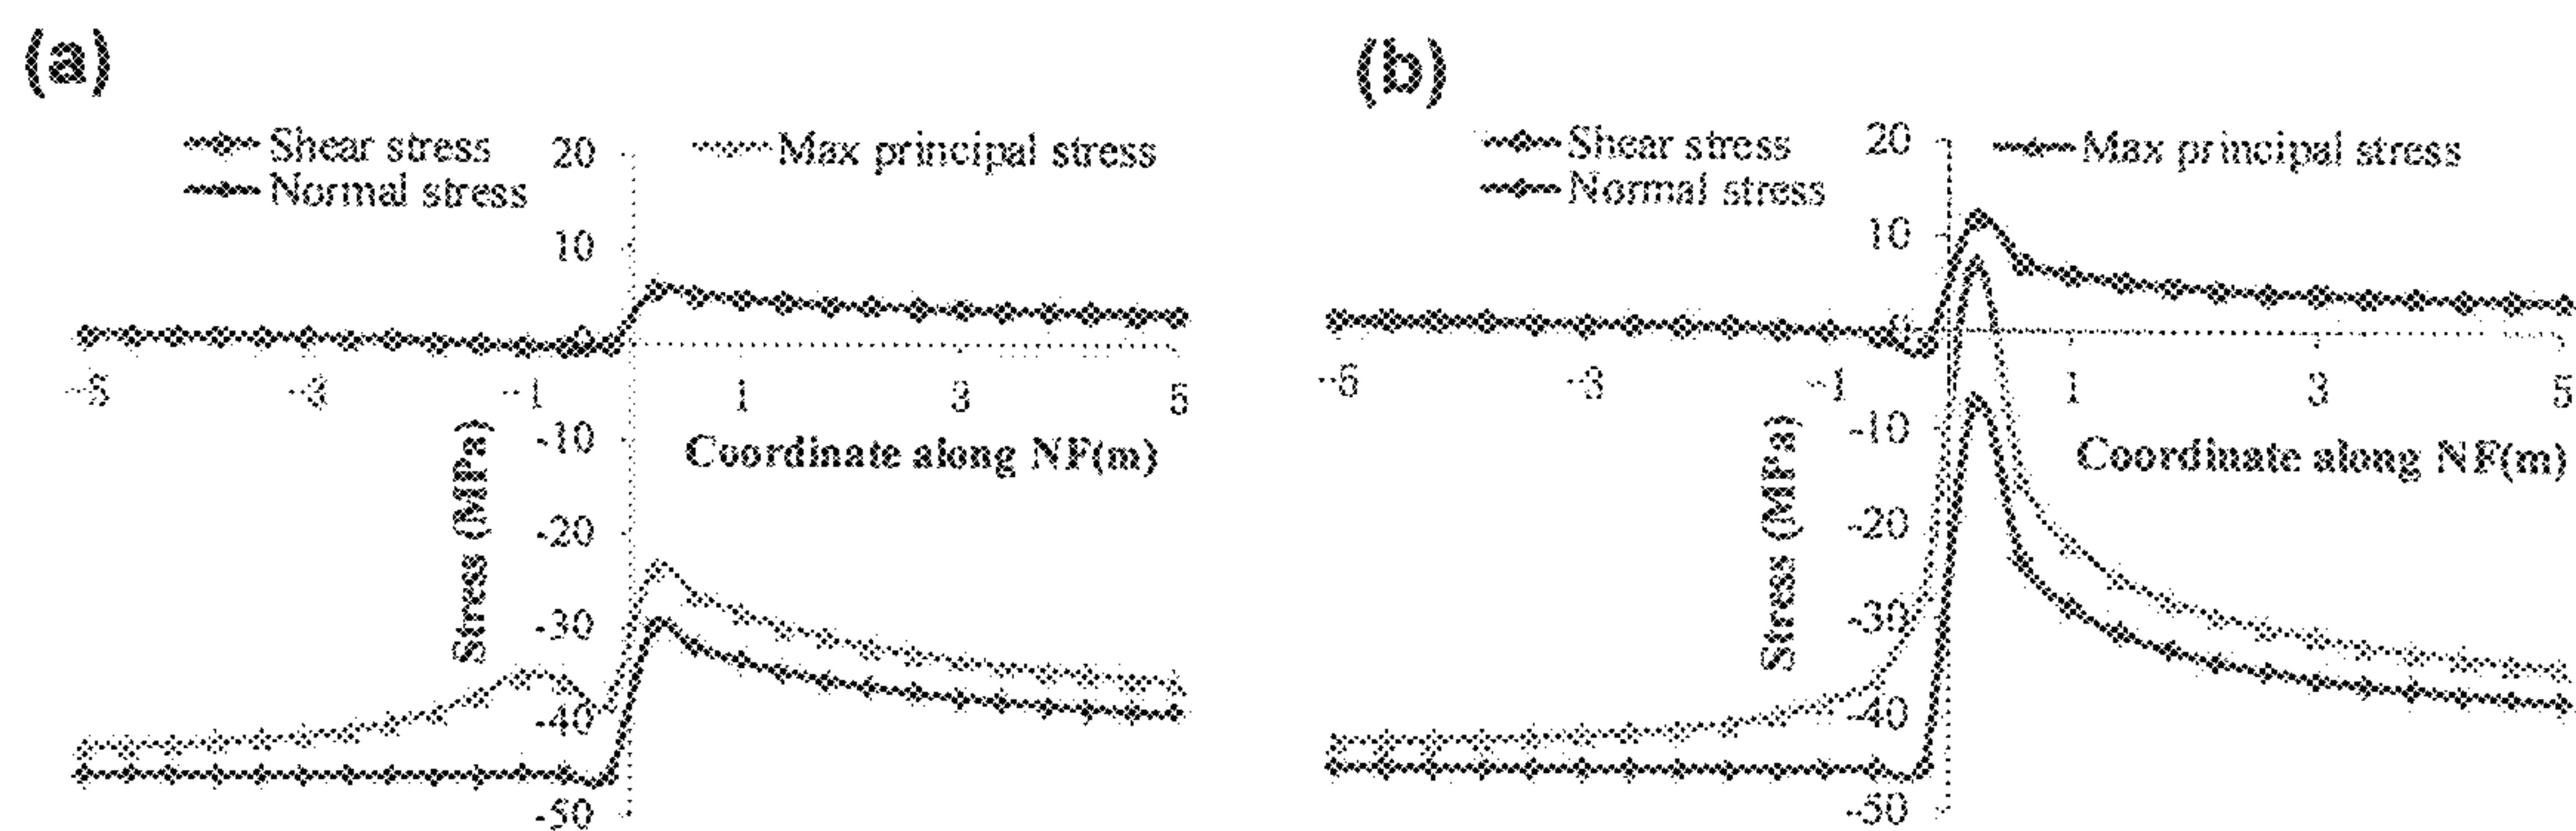 (a)
Shear stress
Normal stress
Max principal stress
20
10
0
-10
-20
-30
-40
-50
-5
-3
-1
1
3
5
Stress (MPa)
Coordinate along NF(m)
(b)
Shear stress
Normal stress
Max principal stress
20
10
0
-10
-20
-30
-40
-50
-5
-3
-1
1
3
5
Stress (MPa)
Coordinate along NF(m)